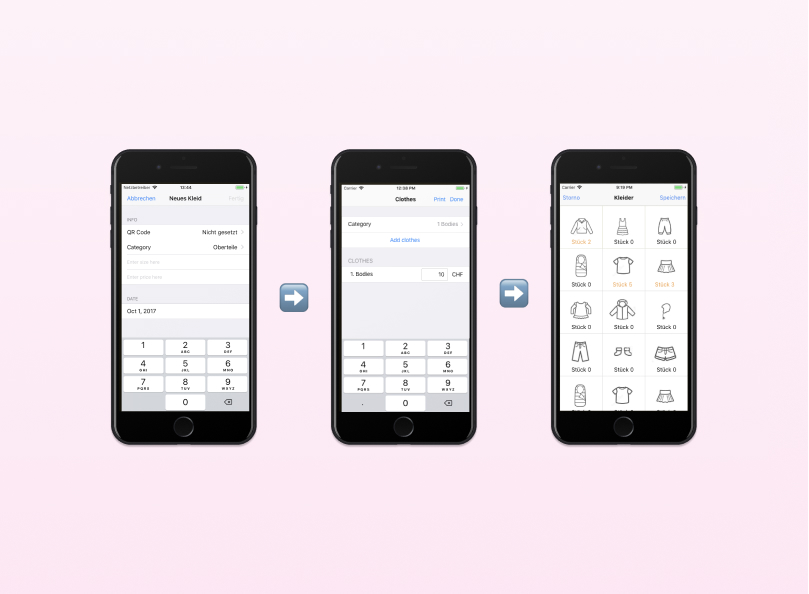 Netzbetreiber
13:44
Abbrechen Neues Kleid Fertig
INFO
QR Code Nicht gesetzt
Category Oberteile
Enter size here
Enter price here
DATE
Oct 1, 2017
1 2 3
ABC DEF
4 5 6
GHI JKL MNO
7 8 9
PQRS TUV WXYZ
0
Carrier 12:08 PM
Clothes Print Done
Category 1 Bodies
Add clothes
CLOTHES
1. Bodies 10 CHF
1 2 3
ABC DEF
4 5 6
GHI JKL MNO
7 8 9
PQRS TUV WXYZ
. 0
Carrier 9:19 PM
Storno Kleider Speichern
Stück 2 Stück 0 Stück 0
Stück 0 Stück 5 Stück 3
Stück 0 Stück 0 Stück 0
Stück 0 Stück 0 Stück 0